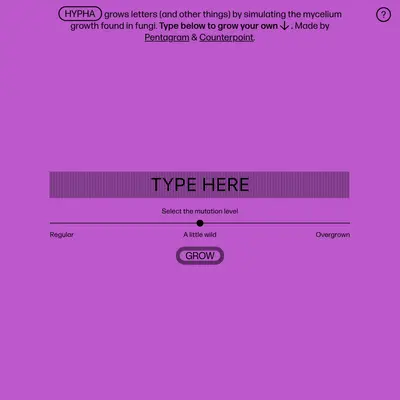 HYPHA grows letters (and other things) by simulating the mycelium
growth found in fungi. Type below to grow your own ↓. Made by
Pentagram & Counterpoint.
?
TYPE HERE
Select the mutation level
Regular A little wild Overgrown
GROW